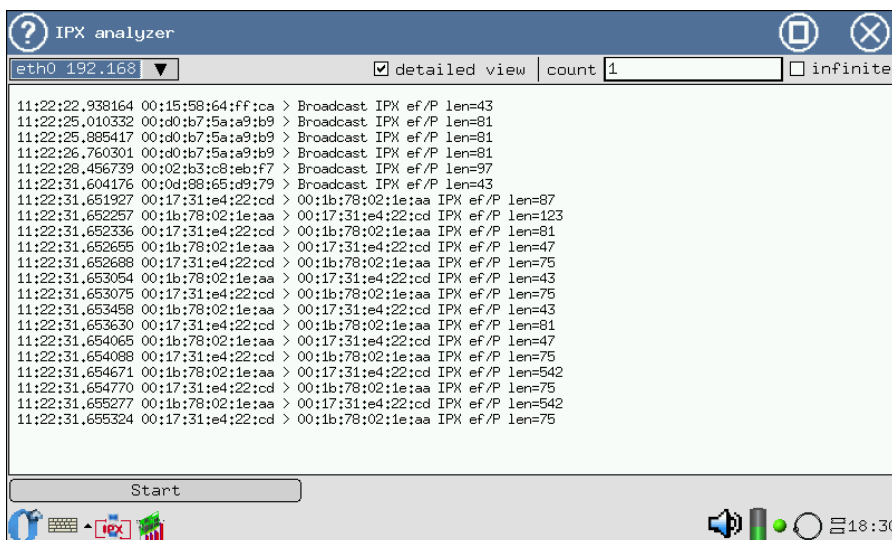 ? IPX analyzer
eth0 192.168 detailed view count 1 infinite
11:22:22.938164 00:15:58:64:ff:ca > Broadcast IPX ef/P len=43
11:22:25.010332 00:d0:b7:5a:a9:b9 > Broadcast IPX ef/P len=81
11:22:25.885417 00:d0:b7:5a:a9:b9 > Broadcast IPX ef/P len=81
11:22:26.760301 00:d0:b7:5a:a9:b9 > Broadcast IPX ef/P len=81
11:22:28.456739 00:02:b3:c8:eb:f7 > Broadcast IPX ef/P len=97
11:22:31.604176 00:0d:88:65:d9:79 > Broadcast IPX ef/P len=43
11:22:31.651927 00:17:31:e4:22:cd > 00:1b:78:02:1e:aa IPX ef/P len=87
11:22:31.652257 00:1b:78:02:1e:aa > 00:17:31:e4:22:cd IPX ef/P len=123
11:22:31.652336 00:17:31:e4:22:cd > 00:1b:78:02:1e:aa IPX ef/P len=81
11:22:31.652655 00:1b:78:02:1e:aa > 00:17:31:e4:22:cd IPX ef/P len=47
11:22:31.652688 00:17:31:e4:22:cd > 00:1b:78:02:1e:aa IPX ef/P len=75
11:22:31.653054 00:1b:78:02:1e:aa > 00:17:31:e4:22:cd IPX ef/P len=43
11:22:31.653075 00:17:31:e4:22:cd > 00:1b:78:02:1e:aa IPX ef/P len=75
11:22:31.653458 00:1b:78:02:1e:aa > 00:17:31:e4:22:cd IPX ef/P len=43
11:22:31.653630 00:17:31:e4:22:cd > 00:1b:78:02:1e:aa IPX ef/P len=81
11:22:31.654065 00:1b:78:02:1e:aa > 00:17:31:e4:22:cd IPX ef/P len=47
11:22:31.654088 00:17:31:e4:22:cd > 00:1b:78:02:1e:aa IPX ef/P len=75
11:22:31.654671 00:1b:78:02:1e:aa > 00:17:31:e4:22:cd IPX ef/P len=542
11:22:31.654770 00:17:31:e4:22:cd > 00:1b:78:02:1e:aa IPX ef/P len=75
11:22:31.655277 00:1b:78:02:1e:aa > 00:17:31:e4:22:cd IPX ef/P len=542
11:22:31.655324 00:17:31:e4:22:cd > 00:1b:78:02:1e:aa IPX ef/P len=75
Start
IPX 18:30